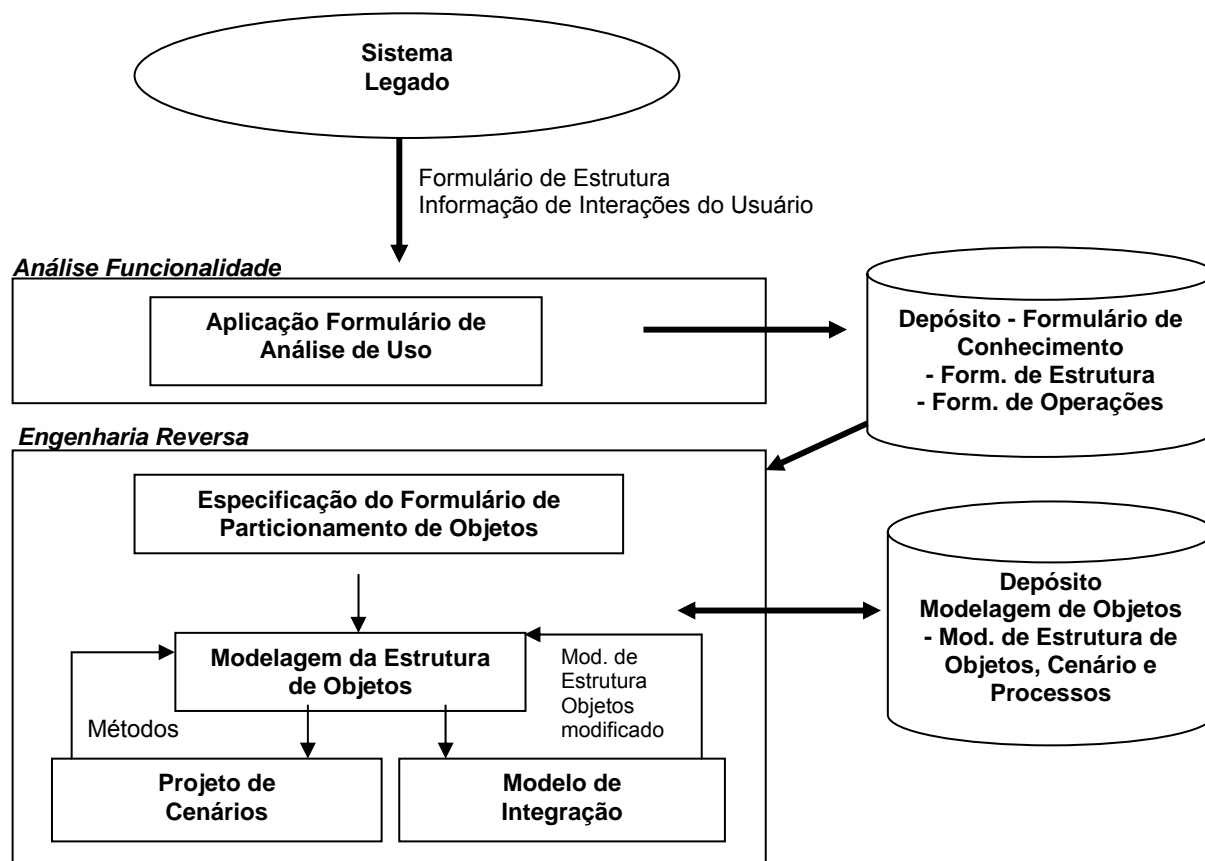 Sistema
Legado
Formulário de Estrutura
Informação de Interações do Usuário
Análise Funcionalidade
Aplicação Formulário de
Análise de Uso
Depósito - Formulário de
Conhecimento
- Form. de Estrutura
- Form. de Operações
Engenharia Reversa
Especificação do Formulário de
Particionamento de Objetos
Depósito
Modelagem de Objetos
- Mod. de Estrutura de
Objetos, Cenário e
Processos
Modelagem da Estrutura
de Objetos
Mod. de
Estrutura
Objetos
modificado
Métodos
Projeto de
Cenários
Modelo de
Integração